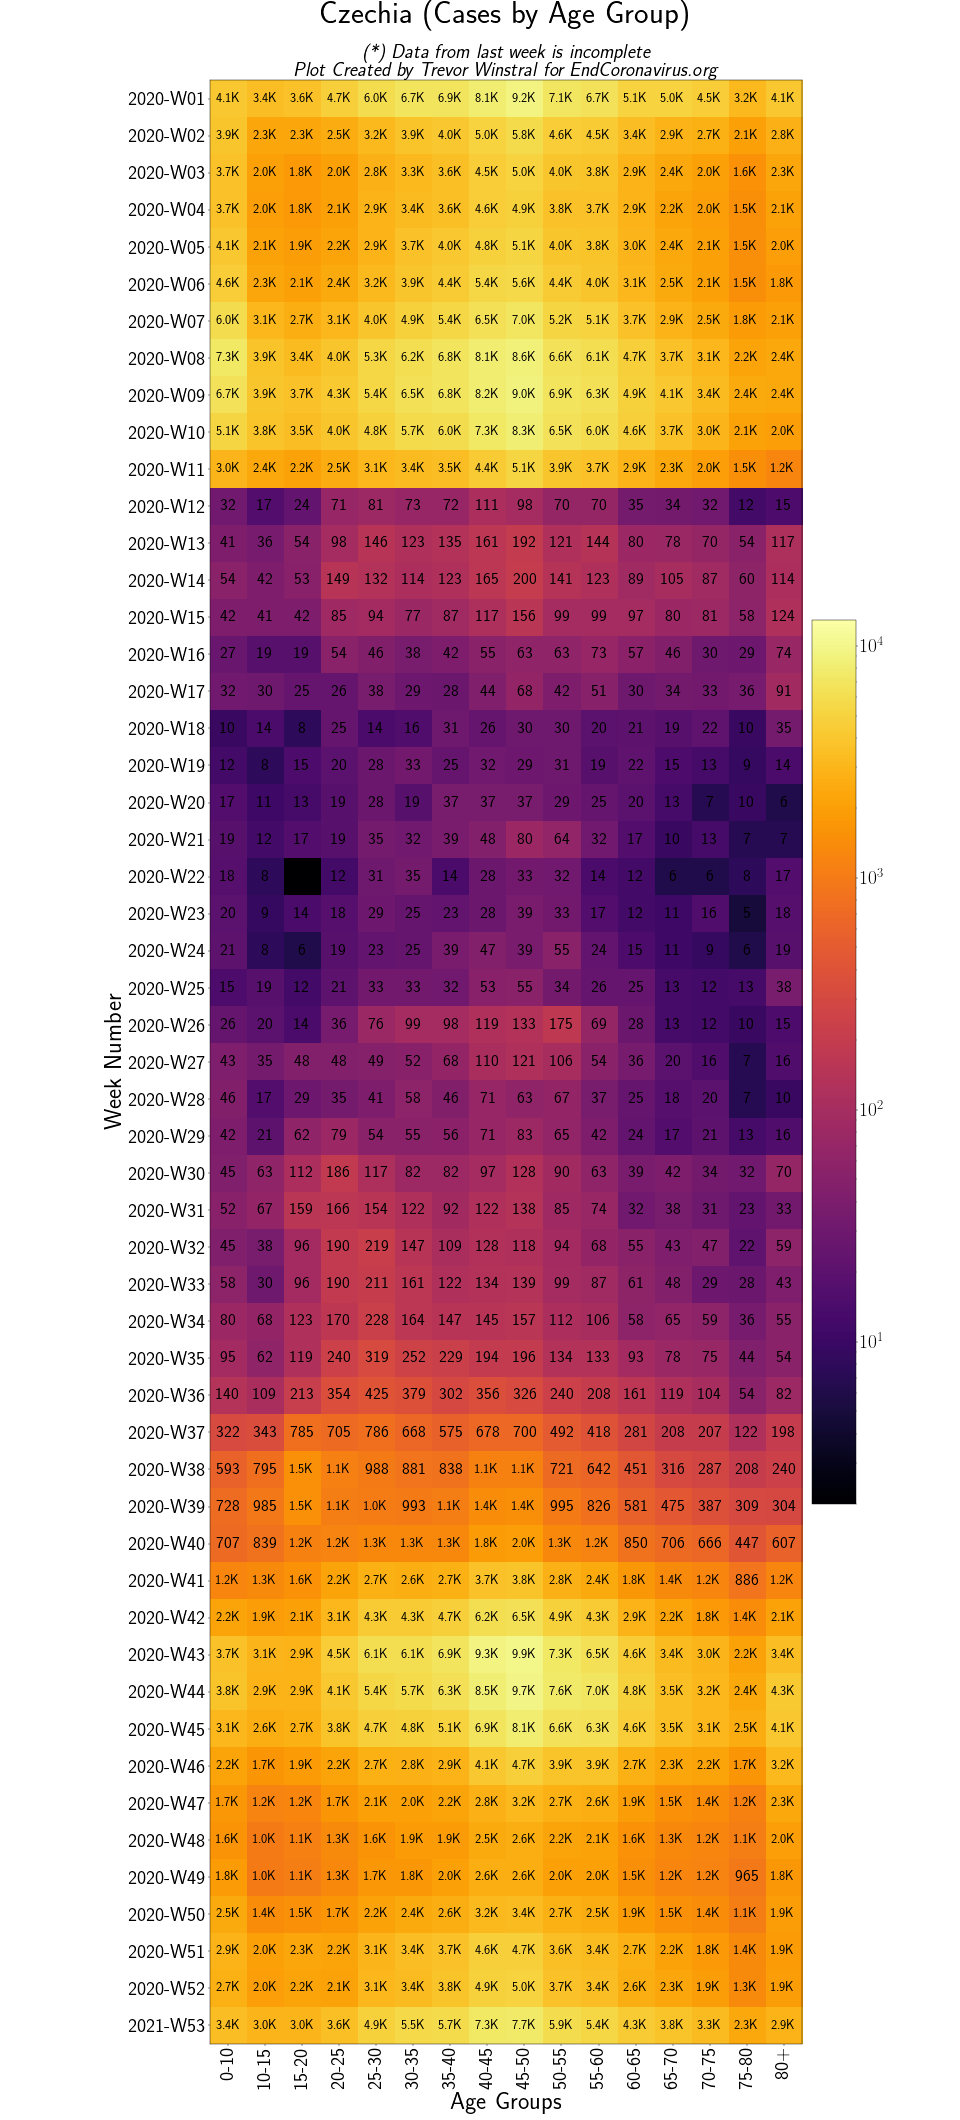 Czechia (Cases by Age Group)
(*) Data from last week is incomplete
Plot Created by Trevor Winstral for EndCoronavirus.org
2020-W01 4.1K 3.4K 3.6K 4.7K 6.0K 6.7K 6.9K 8.1K 9.2K 7.1K 6.7K 5.1K 5.0K 4.5K 3.2K 4.1K
2020-W02 3.9K 2.3K 2.3K 2.5K 3.2K 3.9K 4.0K 5.0K 5.8K 4.6K 4.5K 3.4K 2.9K 2.7K 2.1K 2.8K
2020-W03 3.7K 2.0K 1.8K 2.0K 2.8K 3.3K 3.6K 4.5K 5.0K 4.0K 3.8K 2.9K 2.4K 2.0K 1.6K 2.3K
2020-W04 3.7K 2.0K 1.8K 2.1K 2.9K 3.4K 3.6K 4.6K 4.9K 3.8K 3.7K 2.9K 2.2K 2.0K 1.5K 2.1K
2020-W05 4.1K 2.1K 1.9K 2.2K 2.9K 3.7K 4.0K 4.8K 5.1K 4.0K 3.8K 3.0K 2.4K 2.1K 1.5K 2.0K
2020-W06 4.6K 2.3K 2.1K 2.4K 3.2K 3.9K 4.4K 5.4K 5.6K 4.4K 4.0K 3.1K 2.5K 2.1K 1.5K 1.8K
2020-W07 6.0K 3.1K 2.7K 3.1K 4.0K 4.9K 5.4K 6.5K 7.0K 5.2K 5.1K 3.7K 2.9K 2.5K 1.8K 2.1K
2020-W08 7.3K 3.9K 3.4K 4.0K 5.3K 6.2K 6.8K 8.1K 8.6K 6.6K 6.1K 4.7K 3.7K 3.1K 2.2K 2.4K
2020-W09 6.7K 3.9K 3.7K 4.3K 5.4K 6.5K 6.8K 8.2K 9.0K 6.9K 6.3K 4.9K 4.1K 3.4K 2.4K 2.4K
2020-W10 5.1K 3.8K 3.5K 4.0K 4.8K 5.7K 6.0K 7.3K 8.3K 6.5K 6.0K 4.6K 3.7K 3.0K 2.1K 2.0K
2020-W11 3.0K 2.4K 2.2K 2.5K 3.1K 3.4K 3.5K 4.4K 5.1K 3.9K 3.7K 2.9K 2.3K 2.0K 1.5K 1.2K
2020-W12 32 17 24 71 81 73 72 111 98 70 70 35 34 32 12 15
2020-W13 41 36 54 98 146 123 135 161 192 121 144 80 78 70 54 117
2020-W14 54 42 53 149 132 114 123 165 200 141 123 89 105 87 60 114
2020-W15 42 41 42 85 94 77 87 117 156 99 99 97 80 81 58 124
2020-W16 27 19 19 54 46 38 42 55 63 63 73 57 46 30 29 74
2020-W17 32 30 25 26 38 29 28 44 68 42 51 30 34 33 36 91
2020-W18 10 14 8 25 14 16 31 26 30 30 20 21 19 22 10 35
2020-W19 12 8 15 20 28 33 25 32 29 31 19 22 15 13 9 14
2020-W20 17 11 13 19 28 19 37 37 37 29 25 20 13 7 10 6
2020-W21 19 12 17 19 35 32 39 48 80 64 32 17 10 13 7 7
2020-W22 18 8 12 31 35 14 28 33 32 14 12 6 6 8 17
2020-W23 20 9 14 18 29 25 23 28 39 33 17 12 11 16 5 18
2020-W24 21 8 6 19 23 25 39 47 39 55 24 15 11 9 6 19
2020-W25 15 19 12 21 33 33 32 53 55 34 26 25 13 12 13 38
2020-W26 26 20 14 36 76 99 98 119 133 175 69 28 13 12 10 15
2020-W27 43 35 48 48 49 52 68 110 121 106 54 36 20 16 7 16
2020-W28 46 17 29 35 41 58 46 71 63 67 37 25 18 20 7 10
2020-W29 42 21 62 79 54 55 56 71 83 65 42 24 17 21 13 16
2020-W30 45 63 112 186 117 82 82 97 128 90 63 39 42 34 32 70
2020-W31 52 67 159 166 154 122 92 122 138 85 74 32 38 31 23 33
2020-W32 45 38 96 190 219 147 109 128 118 94 68 55 43 47 22 59
2020-W33 58 30 96 190 211 161 122 134 139 99 87 61 48 29 28 43
2020-W34 80 68 123 170 228 164 147 145 157 112 106 58 65 59 36 55
2020-W35 95 62 119 240 319 252 229 194 196 134 133 93 78 75 44 54
2020-W36 140 109 213 354 425 379 302 356 326 240 208 161 119 104 54 82
2020-W37 322 343 785 705 786 668 575 678 700 492 418 281 208 207 122 198
2020-W38 593 795 1.5K 1.1K 988 881 838 1.1K 1.1K 721 642 451 316 287 208 240
2020-W39 728 985 1.5K 1.1K 1.0K 993 1.1K 1.4K 1.4K 995 826 581 475 387 309 304
2020-W40 707 839 1.2K 1.2K 1.3K 1.3K 1.3K 1.8K 2.0K 1.3K 1.2K 850 706 666 447 607
2020-W41 1.2K 1.3K 1.6K 2.2K 2.7K 2.6K 2.7K 3.7K 3.8K 2.8K 2.4K 1.8K 1.4K 1.2K 886 1.2K
2020-W42 2.2K 1.9K 2.1K 3.1K 4.3K 4.3K 4.7K 6.2K 6.5K 4.9K 4.3K 2.9K 2.2K 1.8K 1.4K 2.1K
2020-W43 3.7K 3.1K 2.9K 4.5K 6.1K 6.1K 6.9K 9.3K 9.9K 7.3K 6.5K 4.6K 3.4K 3.0K 2.2K 3.4K
2020-W44 3.8K 2.9K 2.9K 4.1K 5.4K 5.7K 6.3K 8.5K 9.7K 7.6K 7.0K 4.8K 3.5K 3.2K 2.4K 4.3K
2020-W45 3.1K 2.6K 2.7K 3.8K 4.7K 4.8K 5.1K 6.9K 8.1K 6.6K 6.3K 4.6K 3.5K 3.1K 2.5K 4.1K
2020-W46 2.2K 1.7K 1.9K 2.2K 2.7K 2.8K 2.9K 4.1K 4.7K 3.9K 3.9K 2.7K 2.3K 2.2K 1.7K 3.2K
2020-W47 1.7K 1.2K 1.2K 1.7K 2.1K 2.0K 2.2K 2.8K 3.2K 2.7K 2.6K 1.9K 1.5K 1.4K 1.2K 2.3K
2020-W48 1.6K 1.0K 1.1K 1.3K 1.6K 1.9K 1.9K 2.5K 2.6K 2.2K 2.1K 1.6K 1.3K 1.2K 1.1K 2.0K
2020-W49 1.8K 1.0K 1.1K 1.3K 1.7K 1.8K 2.0K 2.6K 2.6K 2.0K 2.0K 1.5K 1.2K 1.2K 965 1.8K
2020-W50 2.5K 1.4K 1.5K 1.7K 2.2K 2.4K 2.6K 3.2K 3.4K 2.7K 2.5K 1.9K 1.5K 1.4K 1.1K 1.9K
2020-W51 2.9K 2.0K 2.3K 2.2K 3.1K 3.4K 3.7K 4.6K 4.7K 3.6K 3.4K 2.7K 2.2K 1.8K 1.4K 1.9K
2020-W52 2.7K 2.0K 2.2K 2.1K 3.1K 3.4K 3.8K 4.9K 5.0K 3.7K 3.4K 2.6K 2.3K 1.9K 1.3K 1.9K
2021-W53 3.4K 3.0K 3.0K 3.6K 4.9K 5.5K 5.7K 7.3K 7.7K 5.9K 5.4K 4.3K 3.8K 3.3K 2.3K 2.9K
0-10 10-15 15-20 20-25 25-30 30-35 35-40 40-45 45-50 50-55 55-60 60-65 65-70 70-75 75-80 80+
Age Groups
Week Number
10⁴
10³
10²
10¹